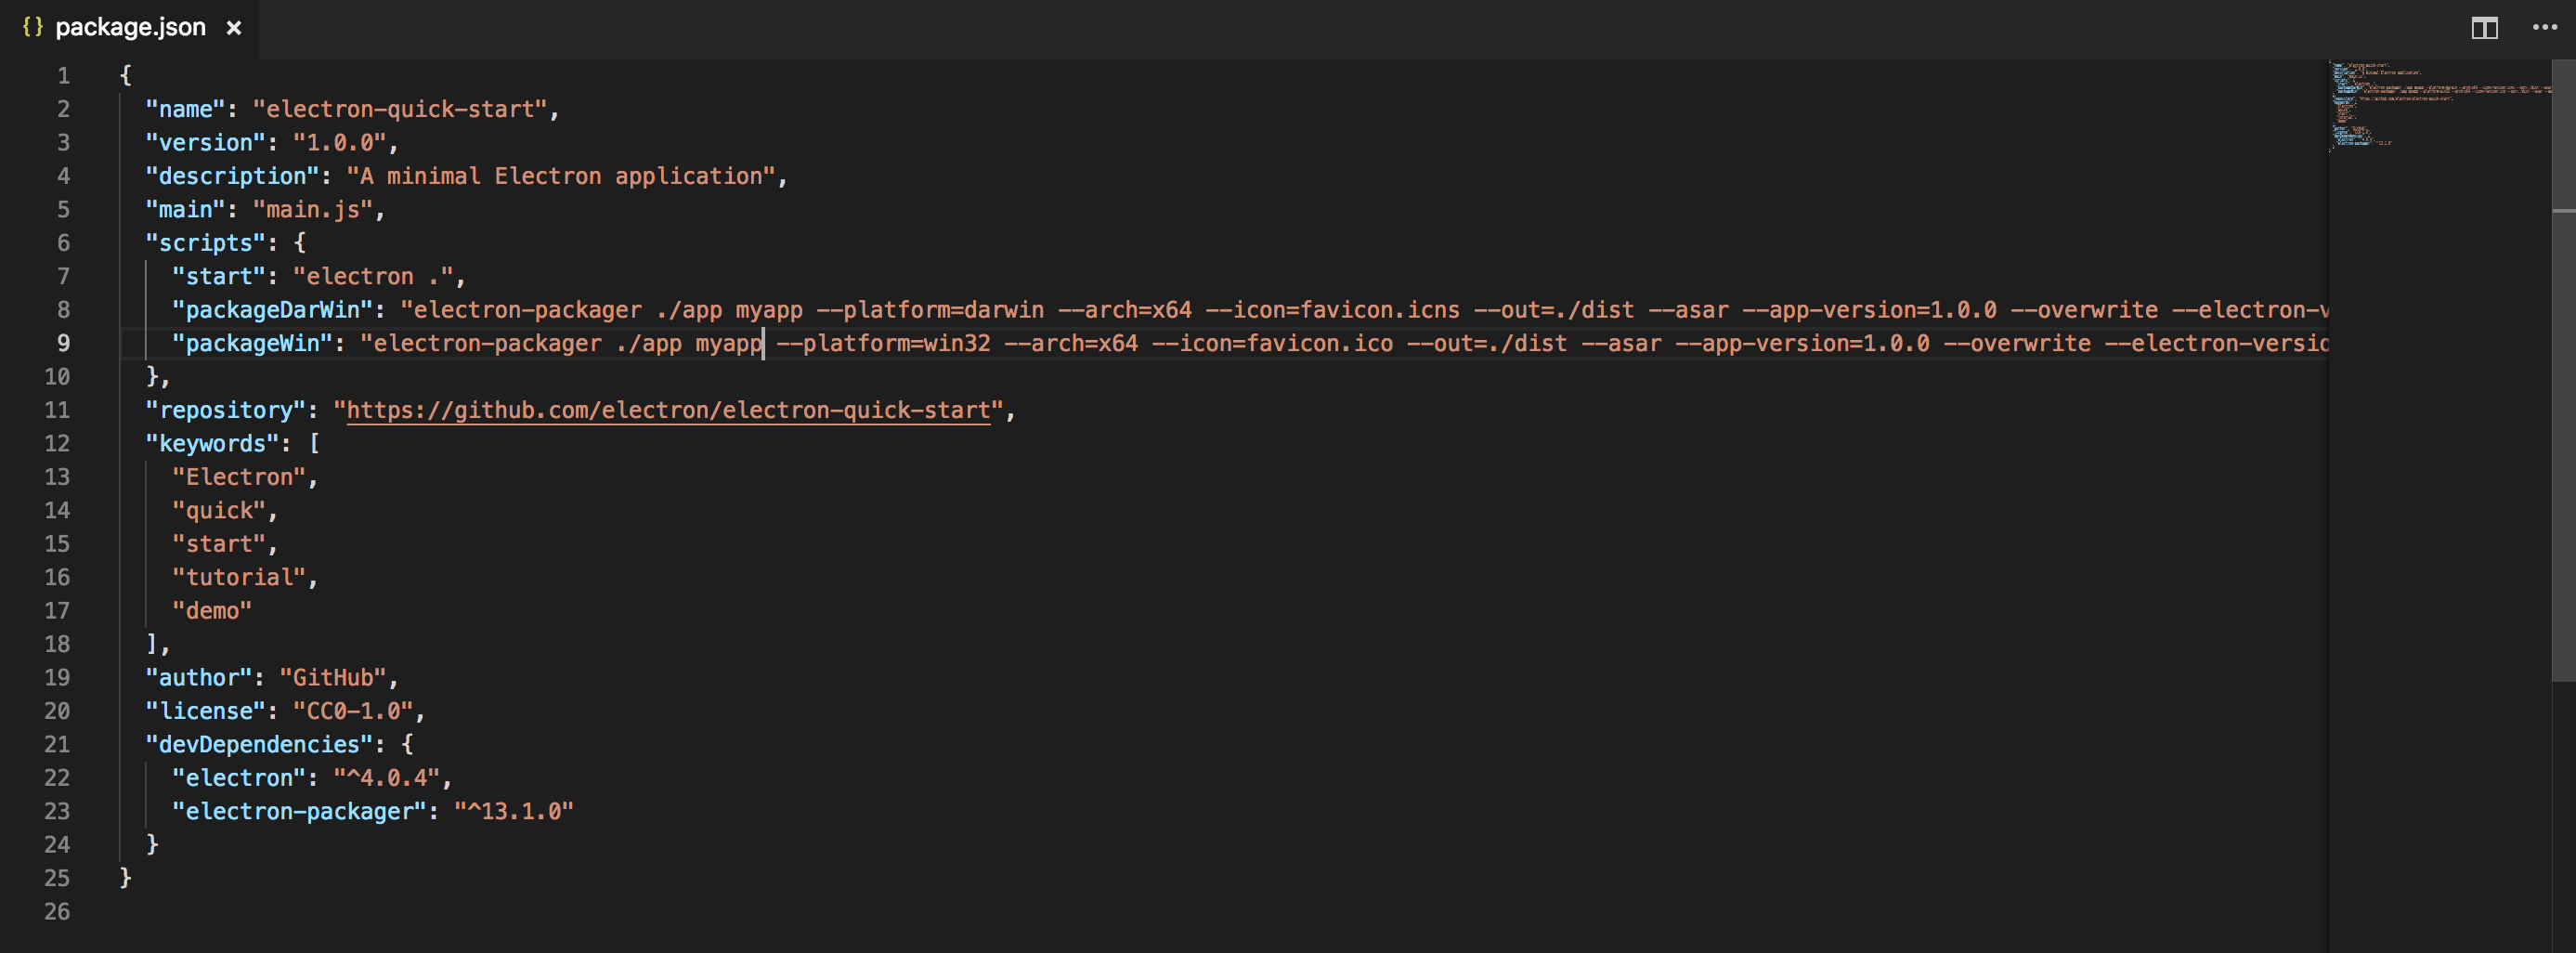 {} package.json ×
1 {
2 "name": "electron-quick-start",
3 "version": "1.0.0",
4 "description": "A minimal Electron application",
5 "main": "main.js",
6 "scripts": {
7 "start": "electron .",
8 "packageDarWin": "electron-packager ./app myapp --platform=darwin --arch=x64 --icon=favicon.icns --out=./dist --asar --app-version=1.0.0 --overwrite --electron-v
9 "packageWin": "electron-packager ./app myapp --platform=win32 --arch=x64 --icon=favicon.ico --out=./dist --asar --app-version=1.0.0 --overwrite --electron-versio
10 },
11 "repository": "https://github.com/electron/electron-quick-start",
12 "keywords": [
13 "Electron",
14 "quick",
15 "start",
16 "tutorial",
17 "demo"
18 ],
19 "author": "GitHub",
20 "license": "CC0-1.0",
21 "devDependencies": {
22 "electron": "^4.0.4",
23 "electron-packager": "^13.1.0"
24 }
25 }
26